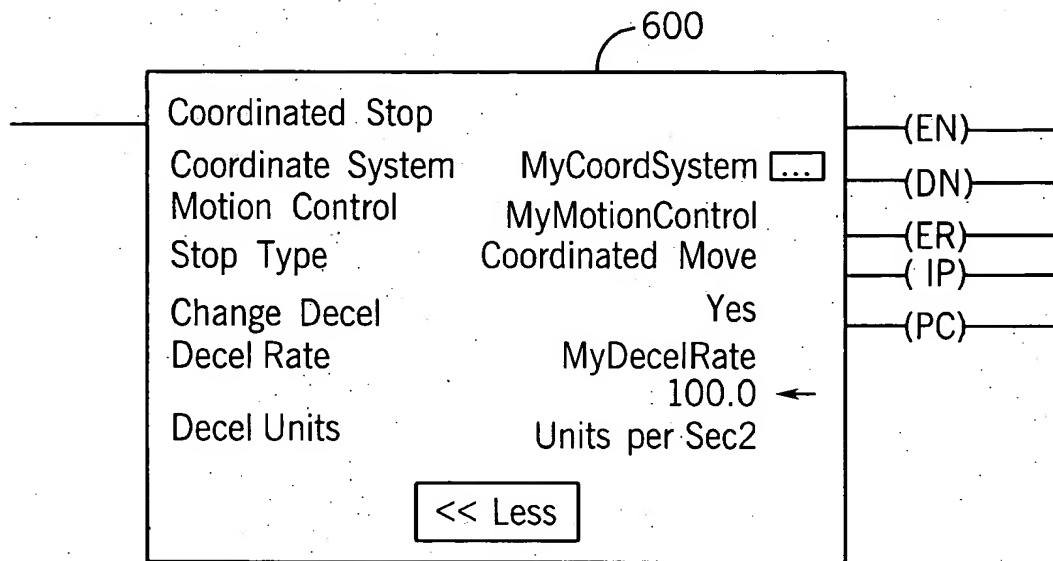 600
Coordinated Stop
(EN)
Coordinate System MyCoordSystem ...
(DN)
Motion Control MyMotionControl
(ER)
Stop Type Coordinated Move
(IP)
Change Decel Yes
(PC)
Decel Rate MyDecelRate
100.0 ←
Decel Units Units per Sec2
<< Less